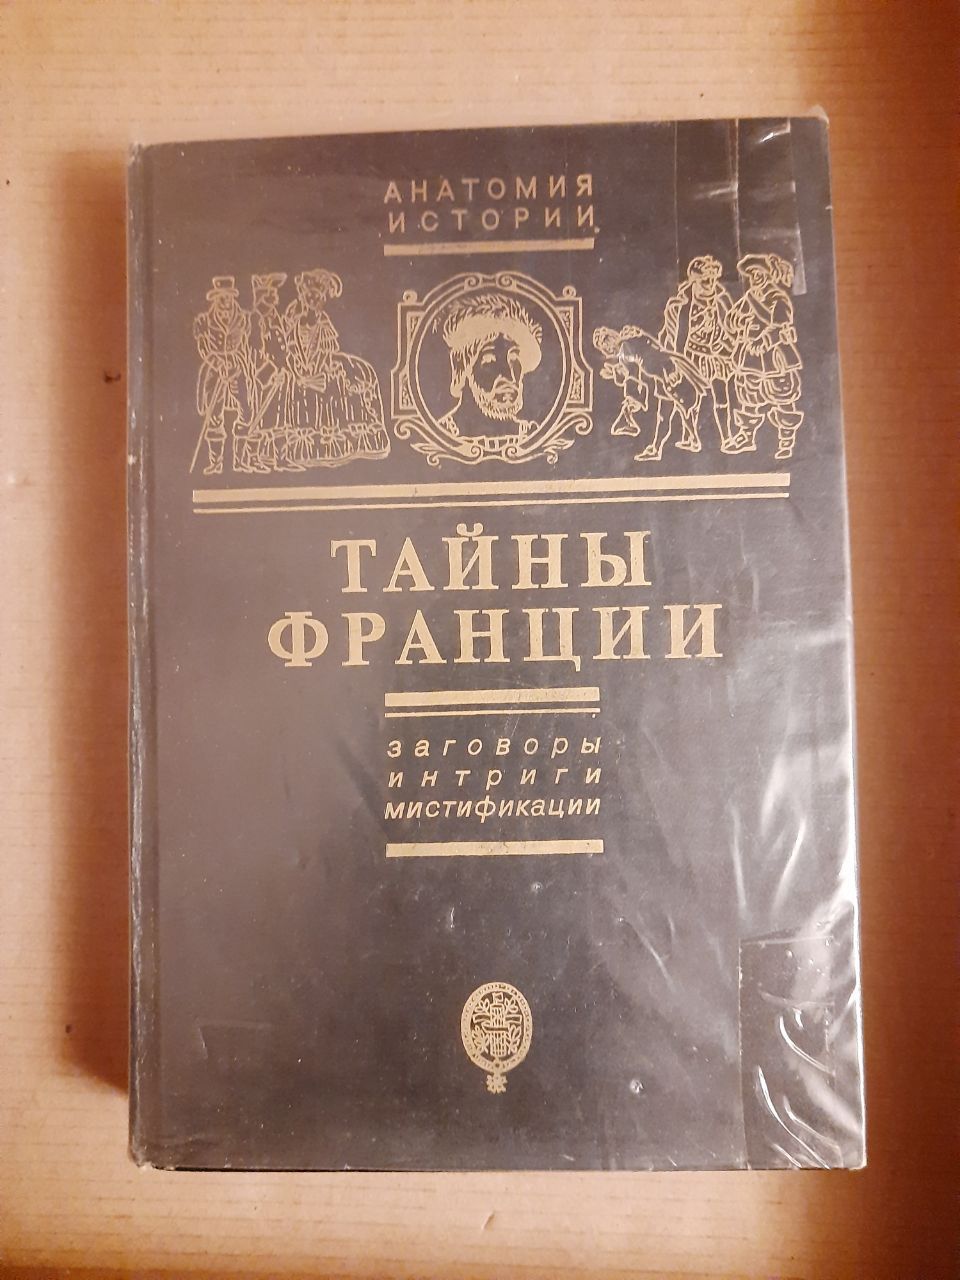 АНАТОМИЯ
ИСТОРИИ
ТАЙНЫ
ФРАНЦИИ
заговоры
интриги
мистификации